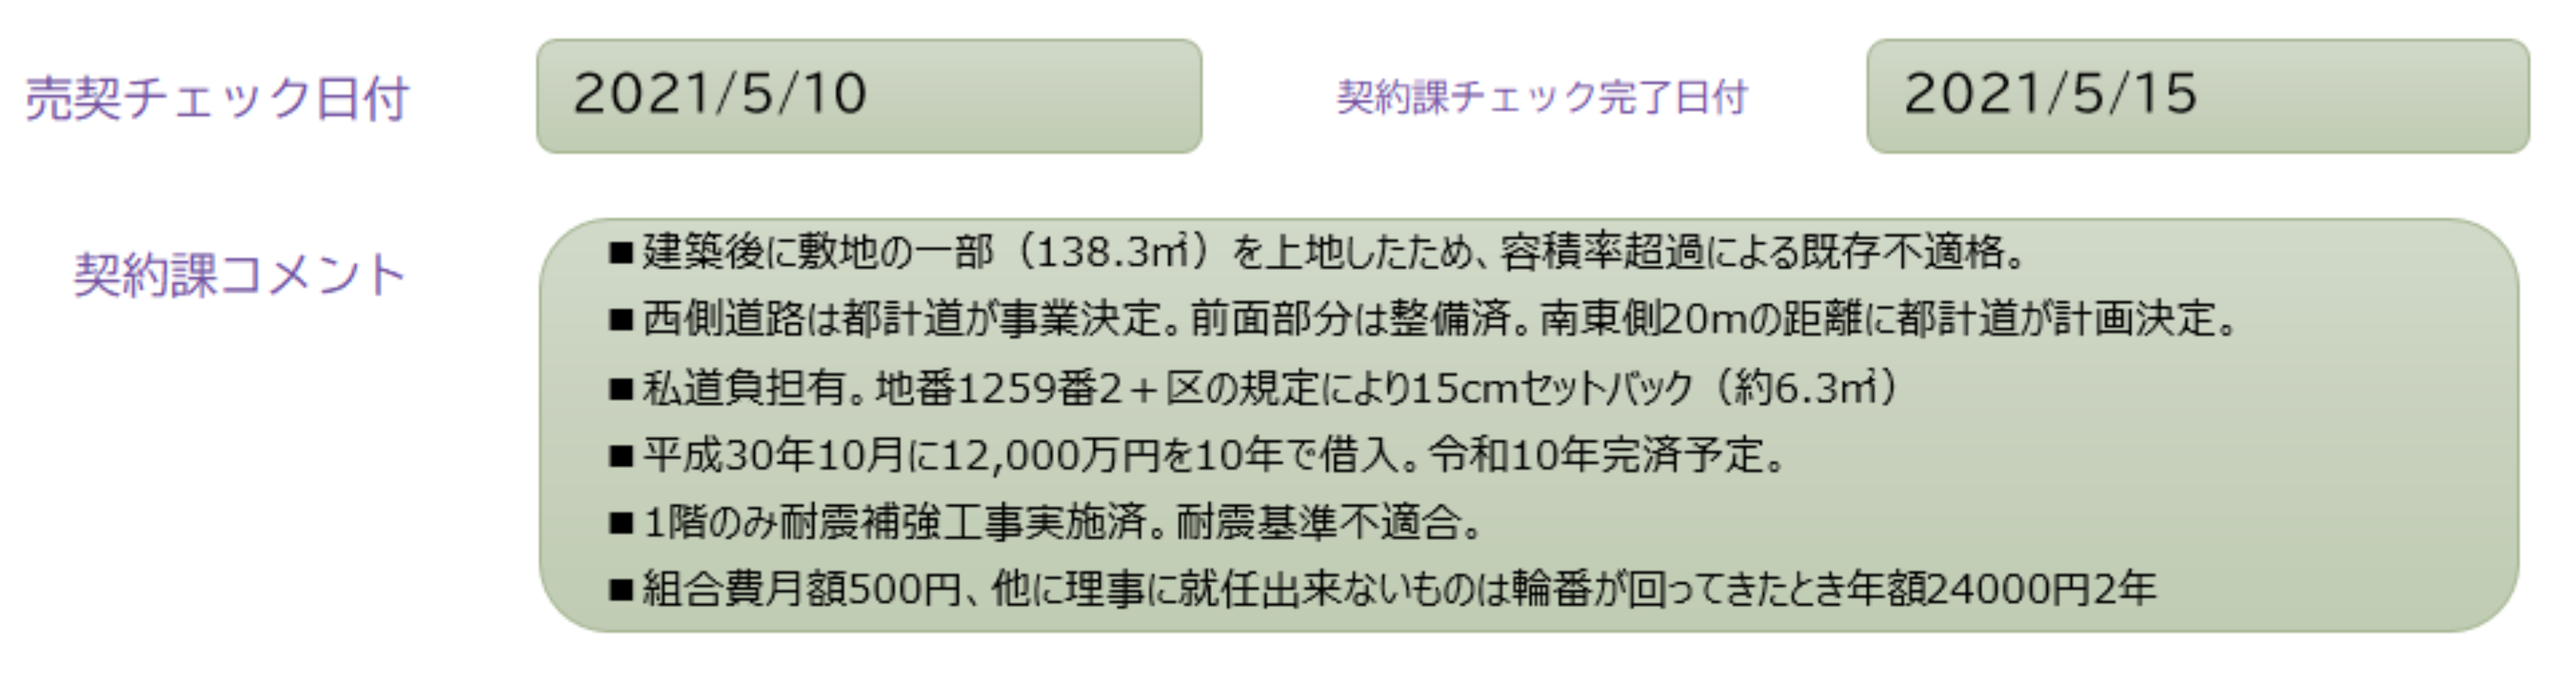 売契チェック日付 2021/5/10 契約課チェック完了日付 2021/5/15
契約課コメント
■建築後に敷地の一部（138.3㎡）を上地したため、容積率超過による既存不適格。
■西側道路は都計道が事業決定。前面部分は整備済。南東側20mの距離に都計道が計画決定。
■私道負担有。地番1259番2＋区の規定により15cmセットバック（約6.3㎡）
■平成30年10月に12,000万円を10年で借入。令和10年完済予定。
■1階のみ耐震補強工事実施済。耐震基準不適合。
■組合費月額500円、他に理事に就任出来ないものは輪番が回ってきたとき年額24000円2年